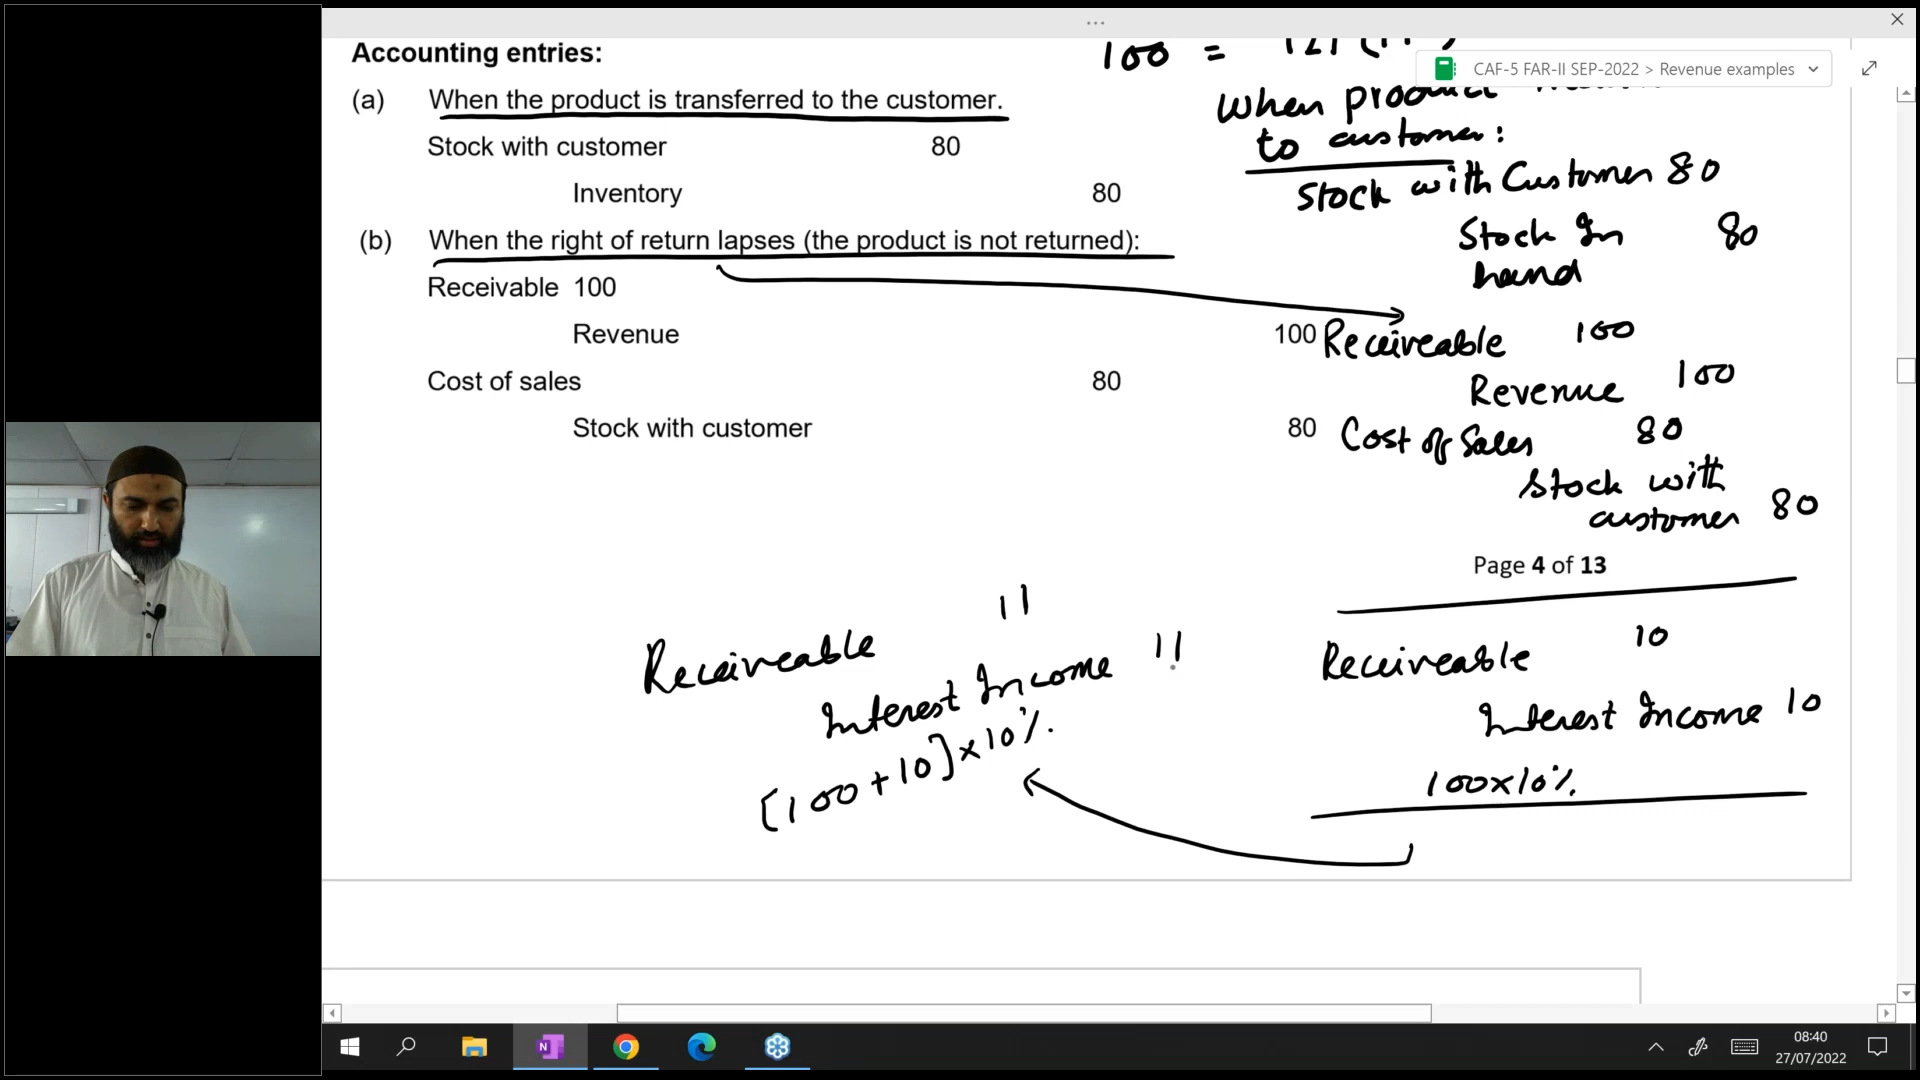 Accounting entries:
100 =
CAF-5 FAR-II SEP-2022 > Revenue examples
(a) When the product is transferred to the customer.
When product
to customer:
Stock with customer 80
Stock with Customer 80
Inventory 80
Stock In 80
hand
(b) When the right of return lapses (the product is not returned):
Receivable 100
Revenue 100
Receiveable 100
Revenue 100
Cost of sales 80
Stock with customer 80
Cost of Sales 80
Stock with
customer 80
Page 4 of 13
Receiveable 11
Interest Income 11
[100+10]×10%.
Receiveable 10
Interest Income 10
100×10%.
08:40
27/07/2022